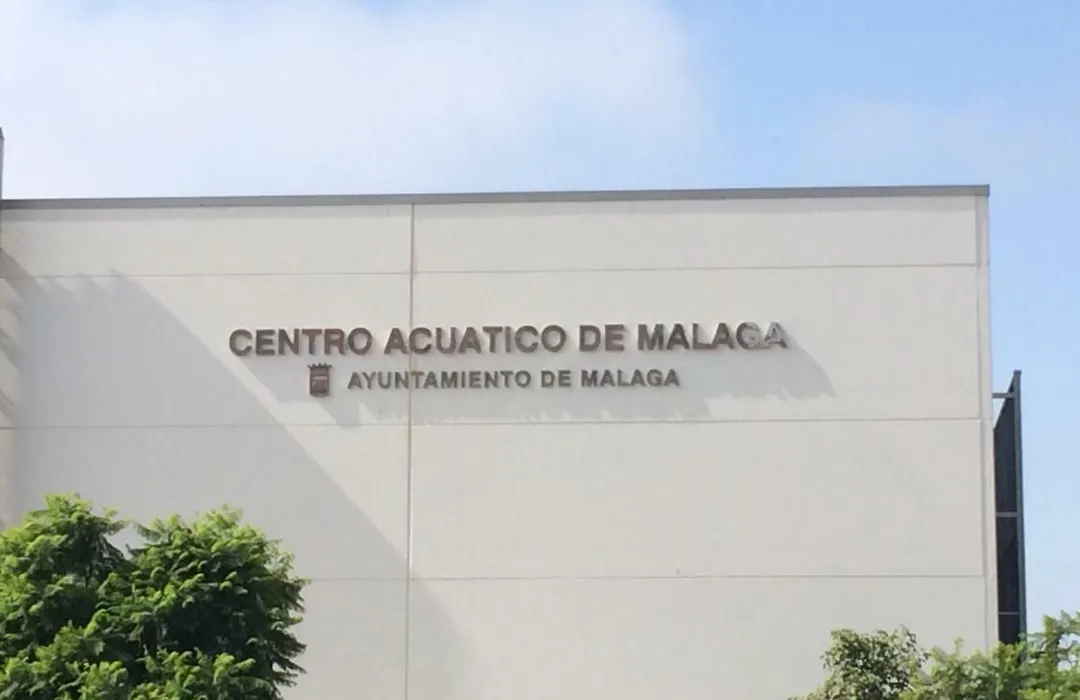 CENTRO ACUATICO DE MALAGA
AYUNTAMIENTO DE MALAGA